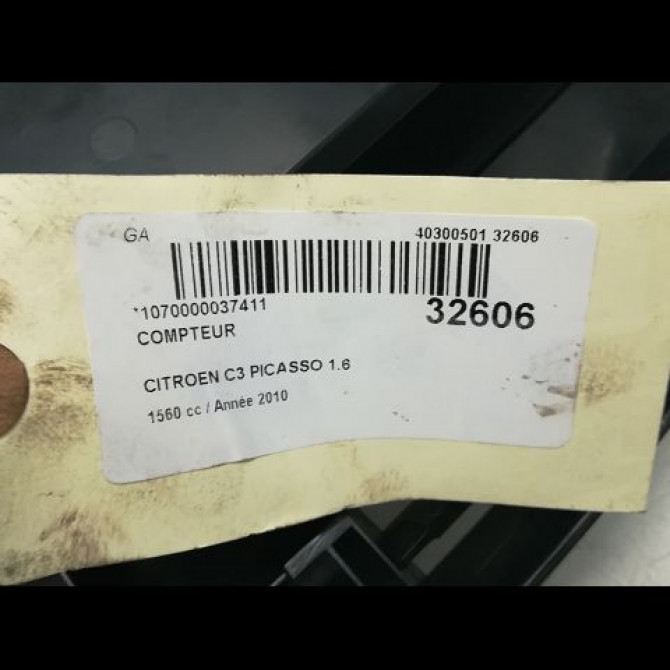 GA 40300501 32606
*1070000037411 32606
COMPTEUR
CITROEN C3 PICASSO 1.6
1560 cc / Année 2010